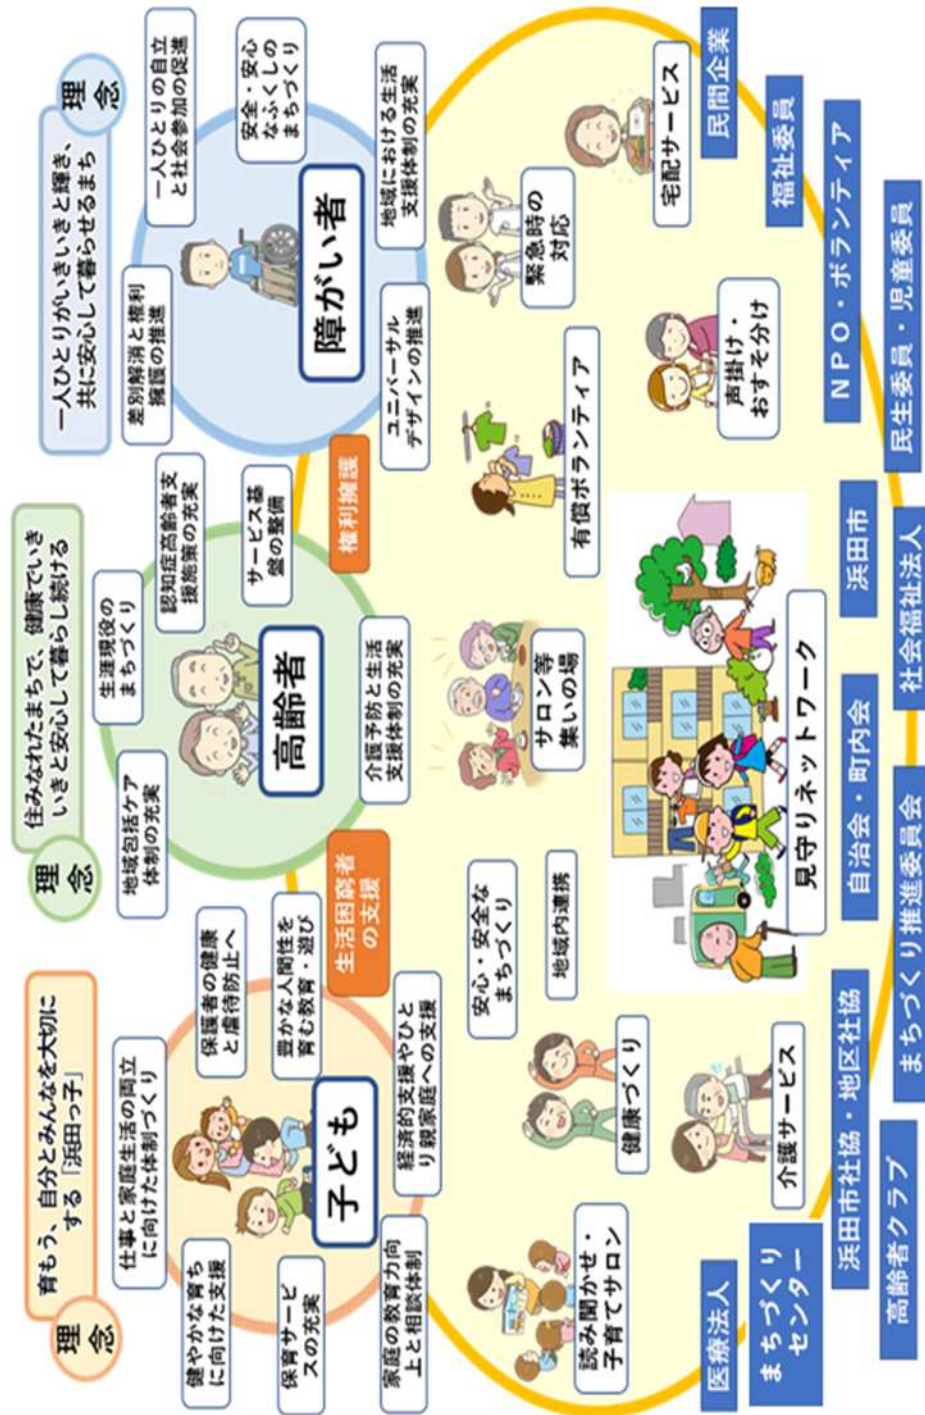 理
念
育もう、自分とみんなを大切に
する「浜田っ子」
理
念
住みなれたまちで、健康でいき
いきと安心して暮らし続ける
一人ひとりがいきいきと輝き、
共に安心して暮らせるまち
理
念
仕事と家庭生活の両立
に向けた体制づくり
健やかな育ち
に向けた支援
保育サービ
スの充実
家庭の教育力向
上と相談体制
保護者の健康
と虐待防止へ
豊かな人間性を
育む教育・遊び
子ども
経済的支援やひと
り親家庭への支援
生活困窮者
の支援
地域包括ケア
体制の充実
生涯現役の
まちづくり
認知症高齢者支
援施策の充実
サービス基
盤の整備
高齢者
介護予防と生活
支援体制の充実
権利擁護
差別解消と権利
擁護の推進
一人ひとりの自立
と社会参加の促進
安全・安心
なふくしの
まちづくり
障がい者
ユニバーサル
デザインの推進
地域における生活
支援体制の充実
読み聞かせ・
子育てサロン
健康づくり
安心・安全な
まちづくり
地域内連携
サロン等
集いの場
有償ボランティア
緊急時の
対応
介護サービス
見守りネットワーク
声掛け・
おすそ分け
宅配サービス
医療法人
まちづくり
センター
浜田市社協・地区社協
高齢者クラブ
自治会・町内会
まちづくり推進委員会
浜田市
社会福祉法人
民間企業
福祉委員
NPO・ボランティア
民生委員・児童委員